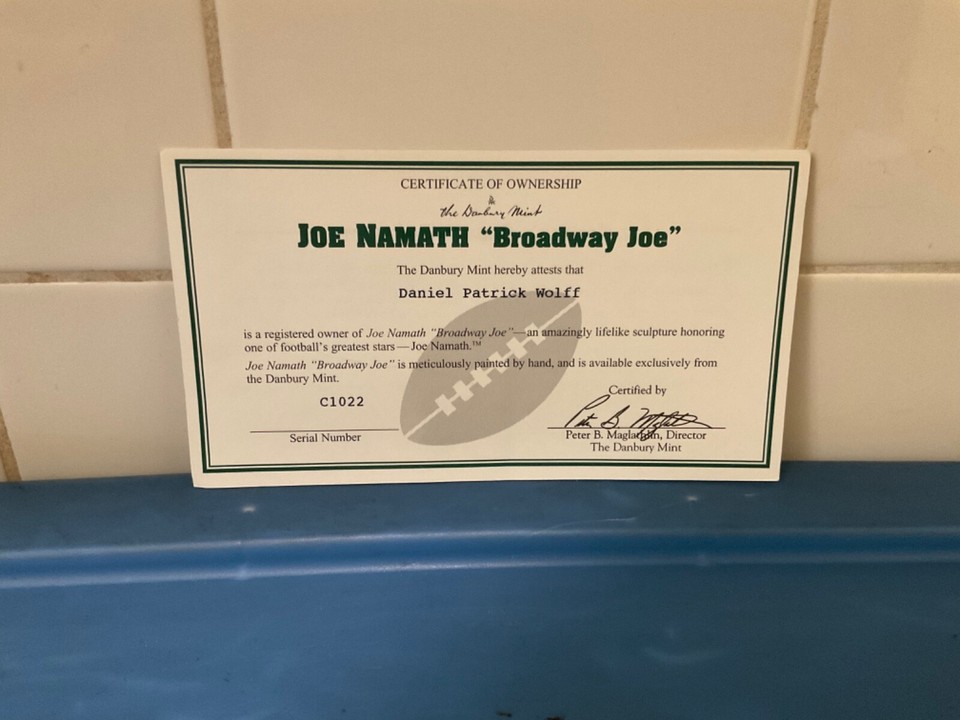 CERTIFICATE OF OWNERSHIP
the Danbury Mint
JOE NAMATH “Broadway Joe”
The Danbury Mint hereby attests that
Daniel Patrick Wolff
is a registered owner of Joe Namath “Broadway Joe”—an amazingly lifelike sculpture honoring
one of football’s greatest stars—Joe Namath.™
Joe Namath “Broadway Joe” is meticulously painted by hand, and is available exclusively from
the Danbury Mint.
Certified by
C1022
Peter B. Maglathlin
Serial Number
Peter B. Maglathlin, Director
The Danbury Mint